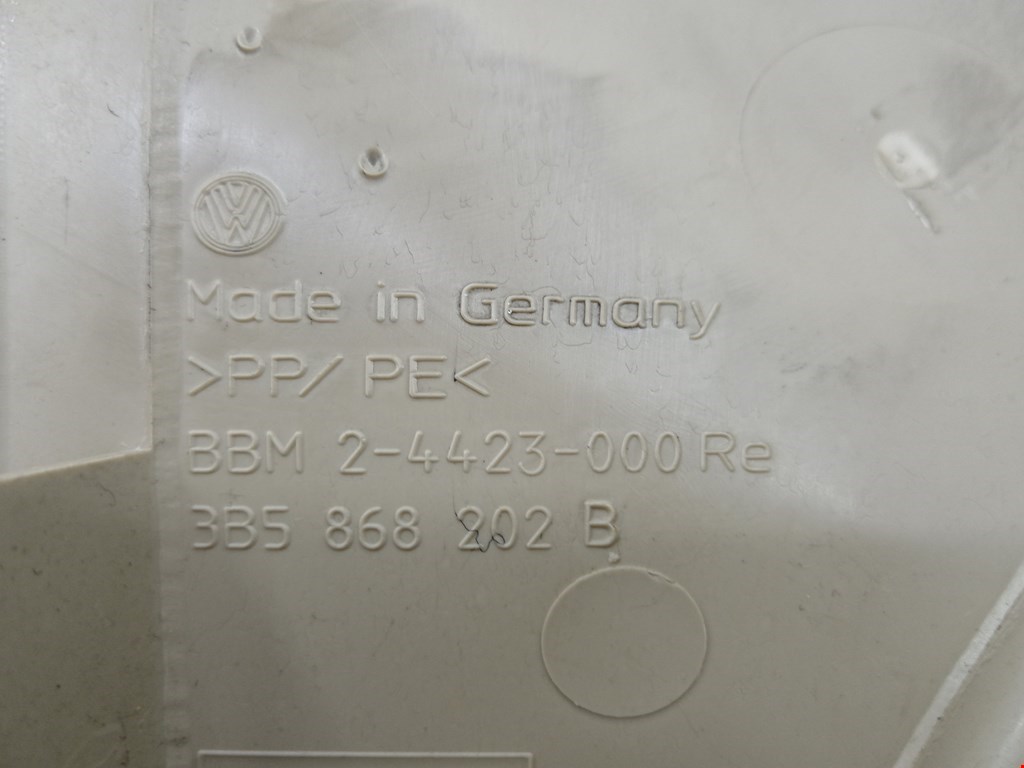 Made in Germany
>PP/ PE<
BBM 2-4423-000 Re
3B5 868 202 B